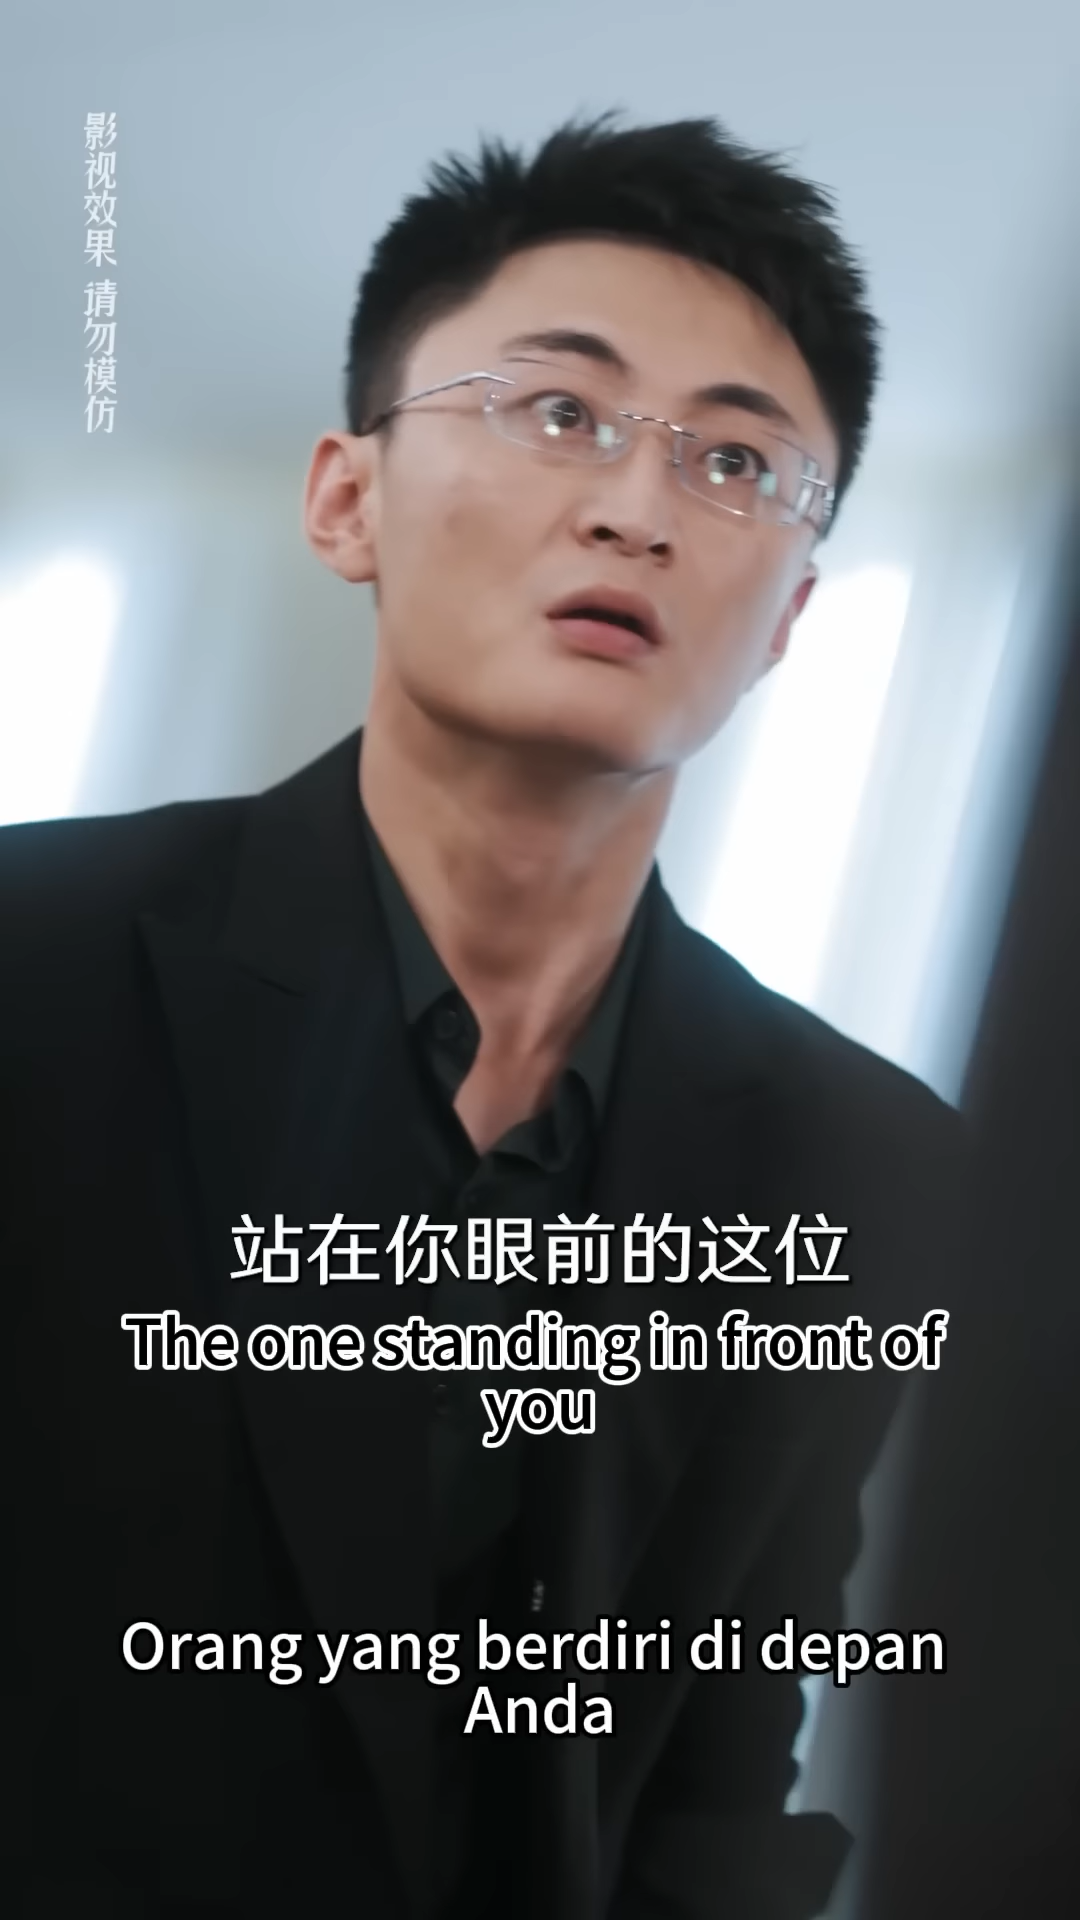 影视效果 请勿模仿
站在你眼前的这位
The one standing in front of
you
Orang yang berdiri di depan
Anda